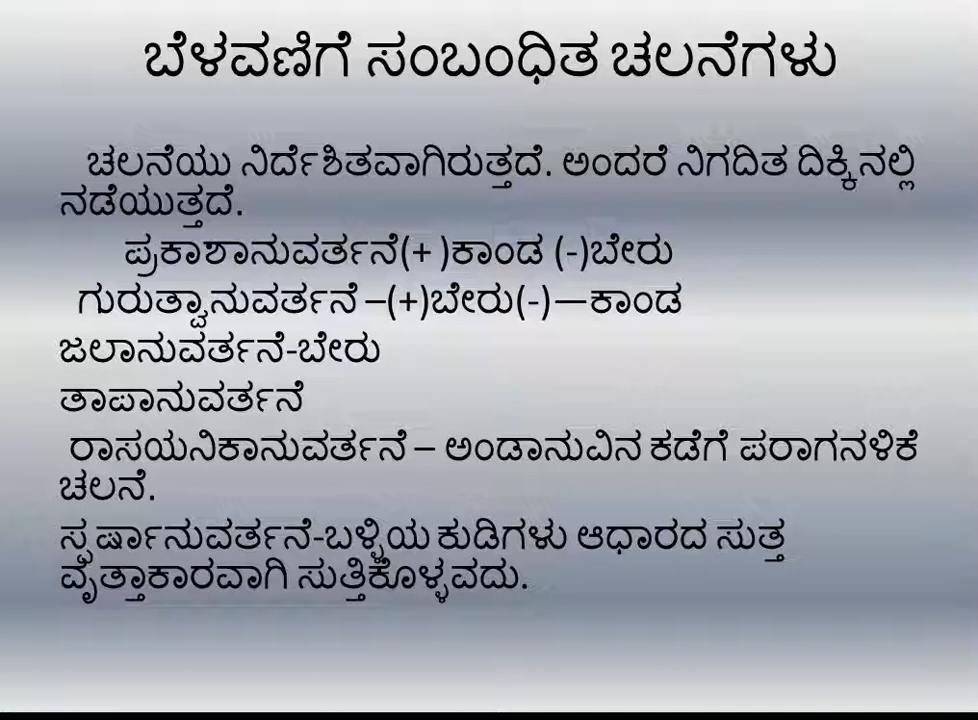 ಬೆಳವಣಿಗೆ ಸಂಬಂಧಿತ ಚಲನೆಗಳು
ಚಲನೆಯು ನಿರ್ದೆಶಿತವಾಗಿರುತ್ತದೆ. ಅಂದರೆ ನಿಗದಿತ ದಿಕ್ಕಿನಲ್ಲಿ
ನಡೆಯುತ್ತದೆ.
ಪ್ರಕಾಶಾನುವರ್ತನೆ(+ )ಕಾಂಡ (-)ಬೇರು
ಗುರುತ್ವಾನುವರ್ತನೆ –(+)ಬೇರು(-)—ಕಾಂಡ
ಜಲಾನುವರ್ತನೆ-ಬೇರು
ತಾಪಾನುವರ್ತನೆ
ರಾಸಯನಿಕಾನುವರ್ತನೆ – ಅಂಡಾನುವಿನ ಕಡೆಗೆ ಪರಾಗನಳಿಕೆ
ಚಲನೆ.
ಸ್ಪರ್ಷಾನುವರ್ತನೆ-ಬಳ್ಳಿಯ ಕುಡಿಗಳು ಆಧಾರದ ಸುತ್ತ
ವೃತ್ತಾಕಾರವಾಗಿ ಸುತ್ತಿಕೊಳ್ಳವದು.